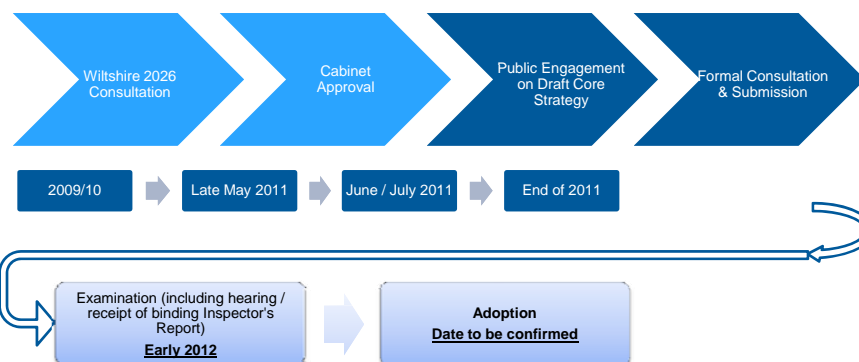 Wiltshire 2026
Consultation
Cabinet
Approval
Public Engagement
on Draft Core
Strategy
Formal Consultation
& Submission
2009/10
Late May 2011
June / July 2011
End of 2011
Examination (including hearing /
receipt of binding Inspector's
Report)
Early 2012
Adoption
Date to be confirmed